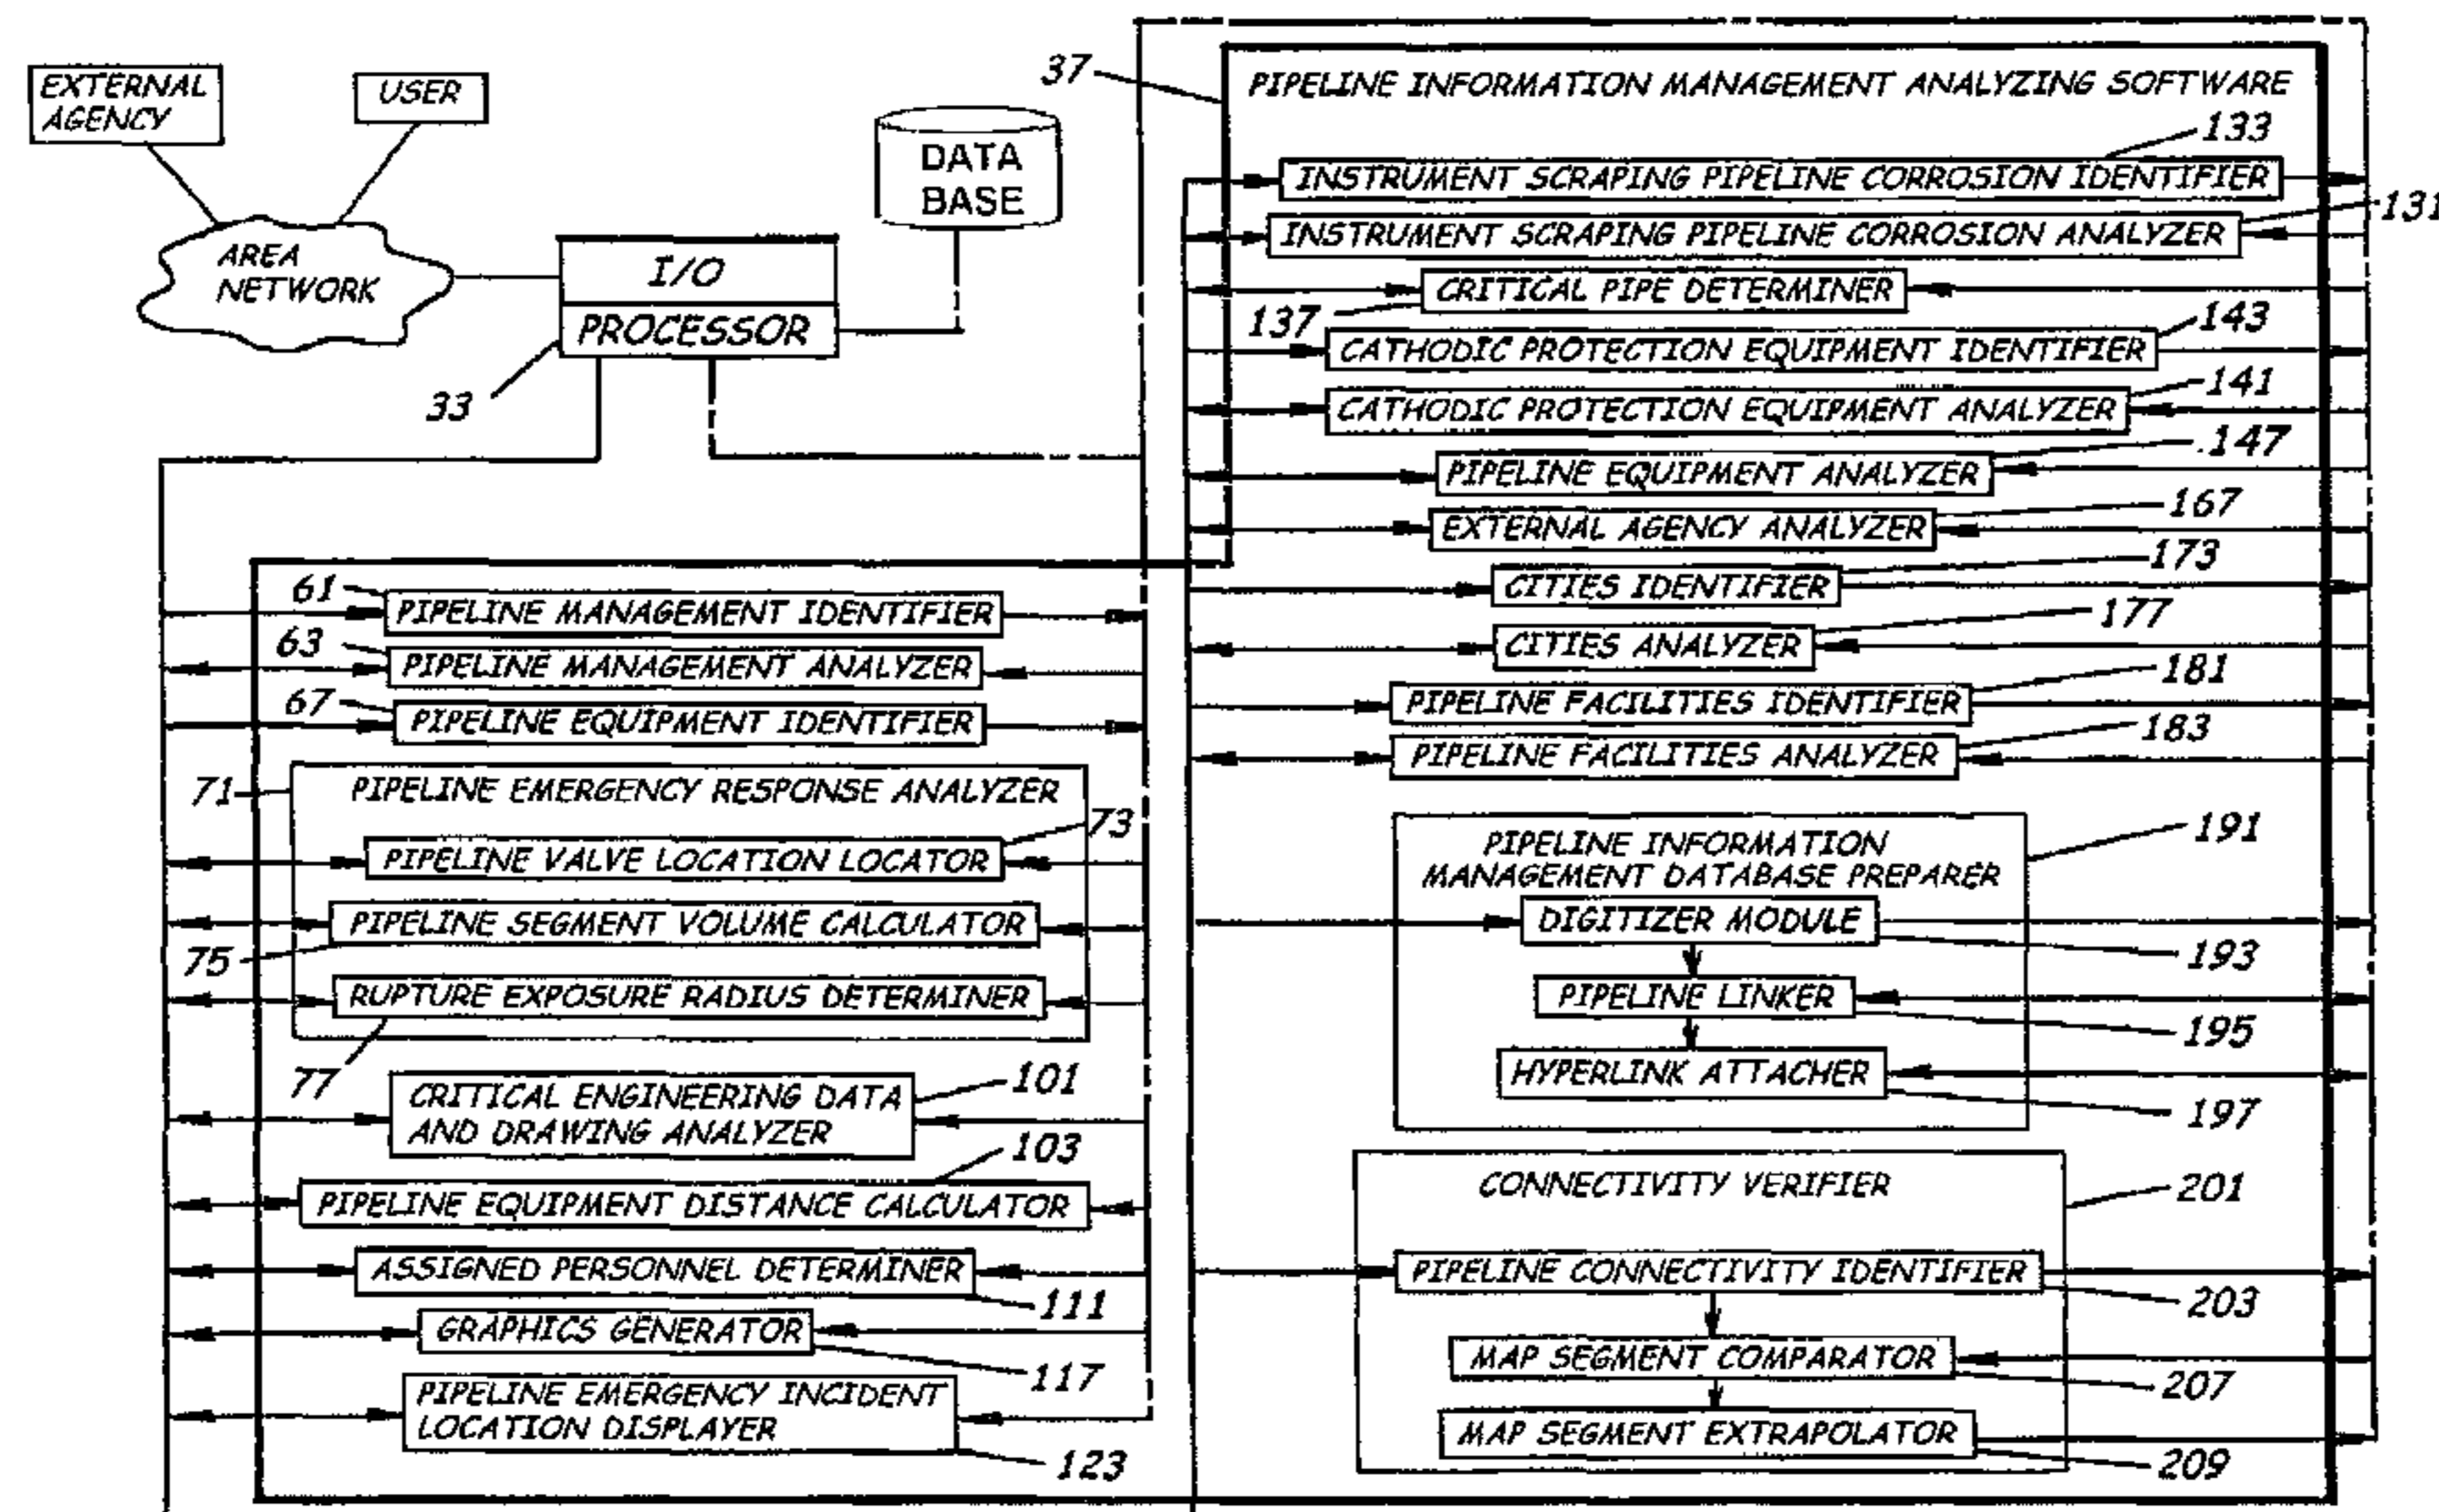 EXTERNAL
AGENCY
USER
DATA
BASE
AREA
NETWORK
I/O
PROCESSOR
33
37
PIPELINE INFORMATION MANAGEMENT ANALYZING SOFTWARE
133
INSTRUMENT SCRAPING PIPELINE CORROSION IDENTIFIER
131
INSTRUMENT SCRAPING PIPELINE CORROSION ANALYZER
CRITICAL PIPE DETERMINER
137
143
CATHODIC PROTECTION EQUIPMENT IDENTIFIER
141
CATHODIC PROTECTION EQUIPMENT ANALYZER
147
PIPELINE EQUIPMENT ANALYZER
167
EXTERNAL AGENCY ANALYZER
173
CITIES IDENTIFIER
177
CITIES ANALYZER
181
PIPELINE FACILITIES IDENTIFIER
183
PIPELINE FACILITIES ANALYZER
61
PIPELINE MANAGEMENT IDENTIFIER
63
PIPELINE MANAGEMENT ANALYZER
67
PIPELINE EQUIPMENT IDENTIFIER
71
PIPELINE EMERGENCY RESPONSE ANALYZER
73
PIPELINE VALVE LOCATION LOCATOR
PIPELINE SEGMENT VOLUME CALCULATOR
75
RUPTURE EXPOSURE RADIUS DETERMINER
77
101
CRITICAL ENGINEERING DATA
AND DRAWING ANALYZER
103
PIPELINE EQUIPMENT DISTANCE CALCULATOR
ASSIGNED PERSONNEL DETERMINER
111
GRAPHICS GENERATOR
117
PIPELINE EMERGENCY INCIDENT
LOCATION DISPLAYER
123
191
PIPELINE INFORMATION
MANAGEMENT DATABASE PREPARER
DIGITIZER MODULE
193
PIPELINE LINKER
195
HYPERLINK ATTACHER
197
CONNECTIVITY VERIFIER
201
PIPELINE CONNECTIVITY IDENTIFIER
203
MAP SEGMENT COMPARATOR
207
MAP SEGMENT EXTRAPOLATOR
209